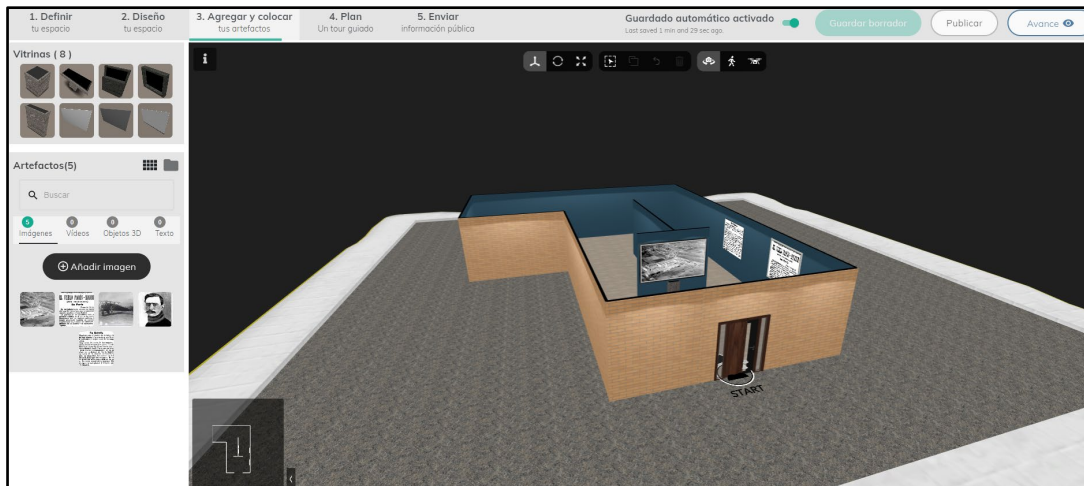 1. Definir
tu espacio
2. Diseño
tu espacio
3. Agregar y colocar
tus artefactos
4. Plan
Un tour guiado
5. Enviar
información pública
Guardado automático activado
Last saved 1 min and 29 sec ago.
Guardar borrador
Publicar
Avance
Vitrinas ( 8 )
i
Artefactos(5)
Buscar
5
0
0
0
Imágenes
Vídeos
Objetos 3D
Texto
Añadir imagen
START